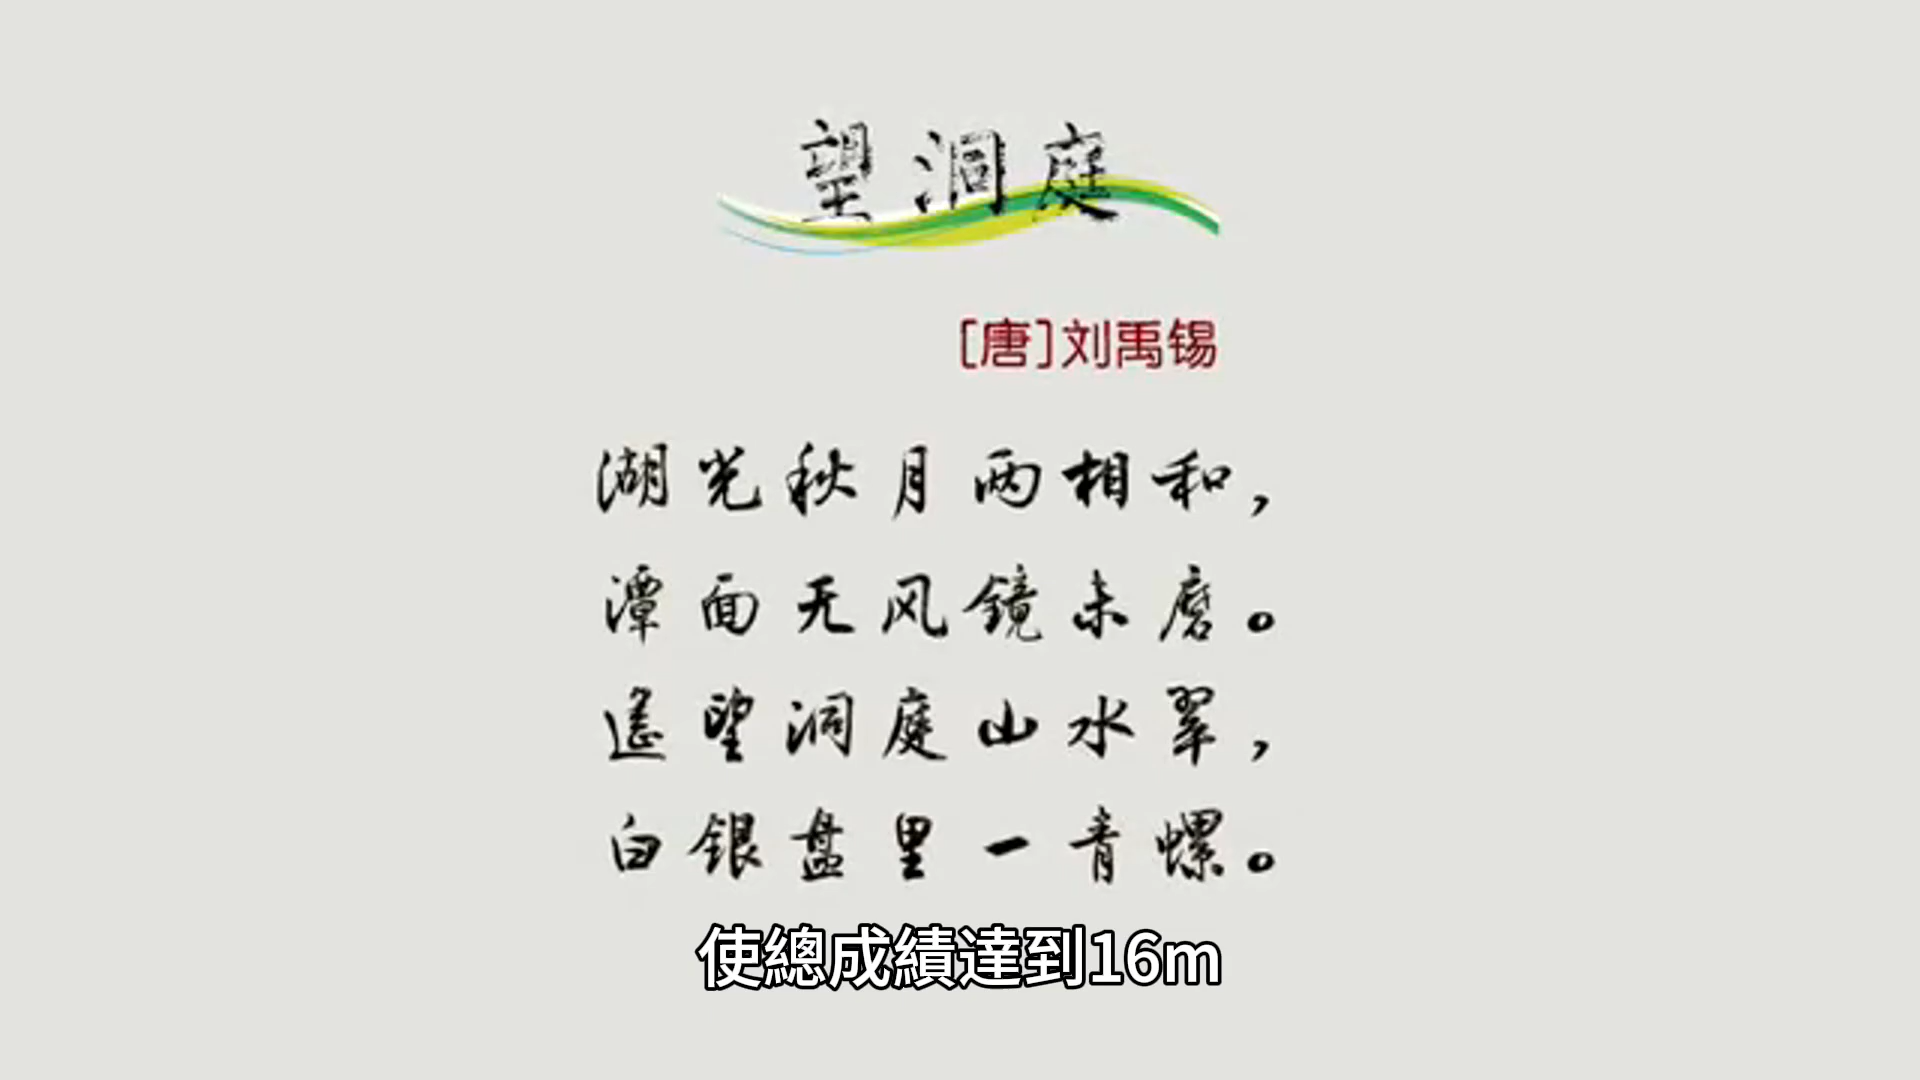 望洞庭
[唐]刘禹锡
湖光秋月两相和,
潭面无风镜未磨。
遥望洞庭山水翠,
白银盘里一青螺。
使總成績達到16m